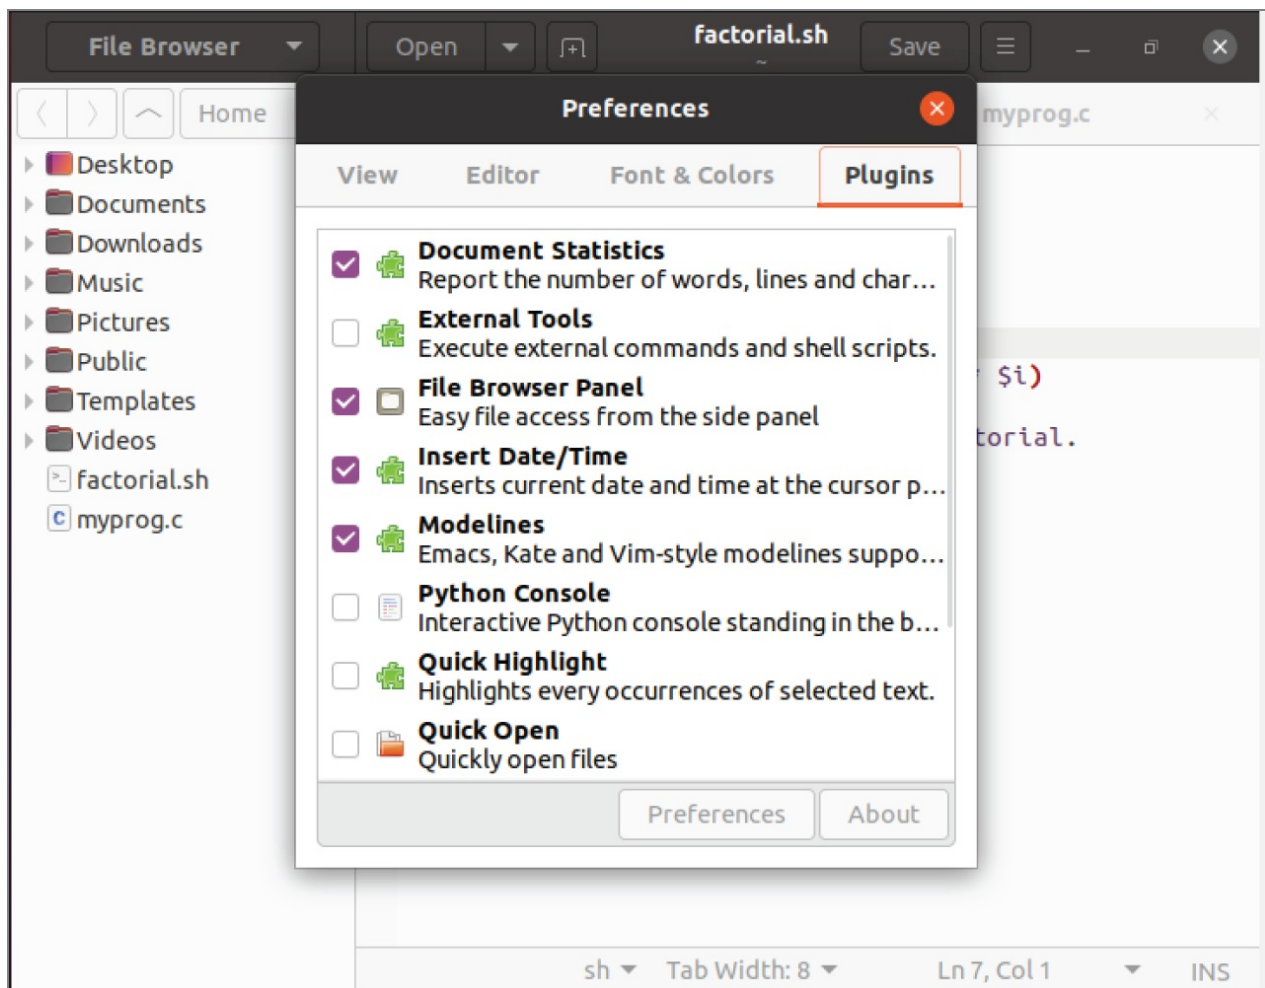 File Browser
Open
factorial.sh
~
Save
Home
Preferences
myprog.c
Desktop
Documents
Downloads
Music
Pictures
Public
Templates
Videos
factorial.sh
myprog.c
View
Editor
Font & Colors
Plugins
Document Statistics
Report the number of words, lines and char…
External Tools
Execute external commands and shell scripts.
File Browser Panel
Easy file access from the side panel
Insert Date/Time
Inserts current date and time at the cursor p…
Modelines
Emacs, Kate and Vim-style modelines suppo…
Python Console
Interactive Python console standing in the b…
Quick Highlight
Highlights every occurrences of selected text.
Quick Open
Quickly open files
Preferences
About
$i)
torial.
sh
Tab Width: 8
Ln 7, Col 1
INS